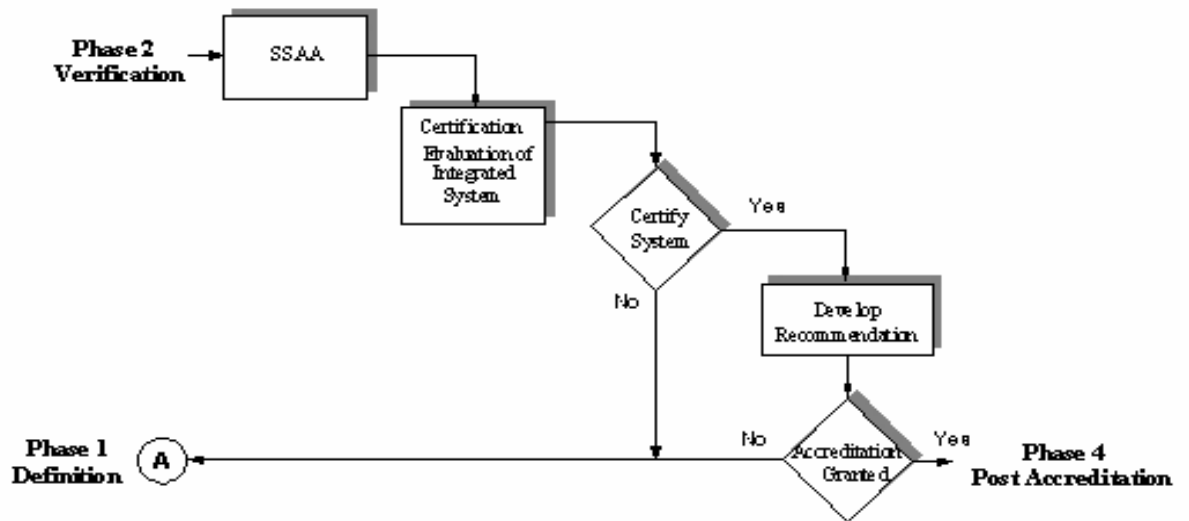 Phase 2
Verification
SSAA
Certification
Evaluation of
Integrated
System
Certify
System
Yes
No
Develop
Recommendation
Phase 1
Definition
A
No
Accreditation
Granted
Yes
Phase 4
Post Accreditation